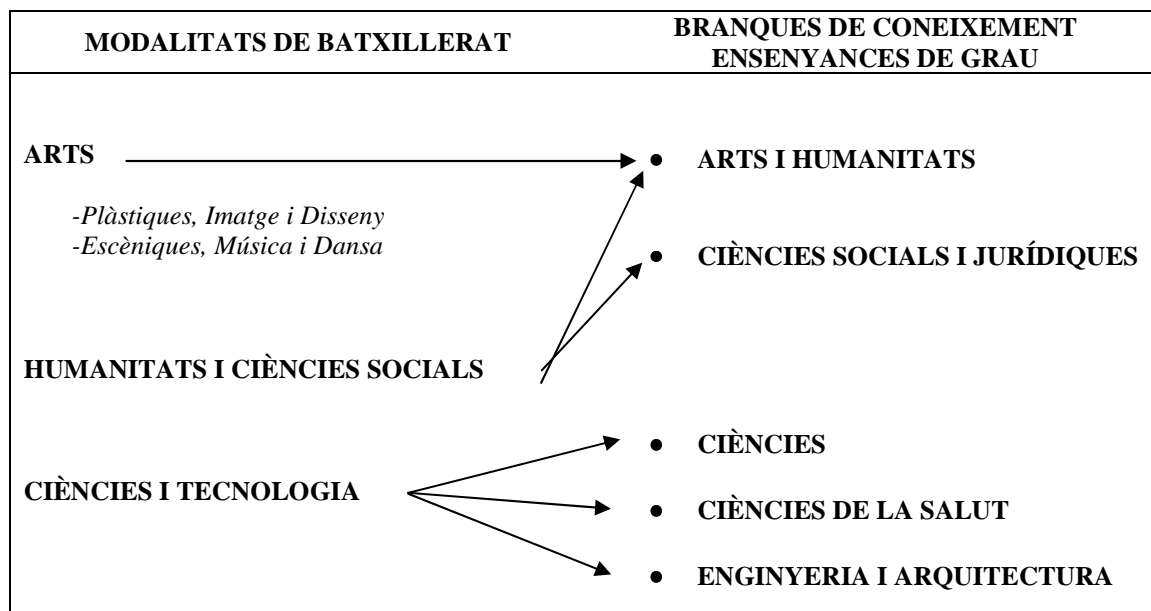 MODALITATS DE BATXILLERAT
BRANQUES DE CONEIXEMENT
ENSENYANCES DE GRAU
ARTS
-Plàstiques, Imatge i Disseny
-Escèniques, Música i Dansa
HUMANITATS I CIÈNCIES SOCIALS
CIÈNCIES I TECNOLOGIA
• ARTS I HUMANITATS
• CIÈNCIES SOCIALS I JURÍDIQUES
• CIÈNCIES
• CIÈNCIES DE LA SALUT
• ENGINYERIA I ARQUITECTURA